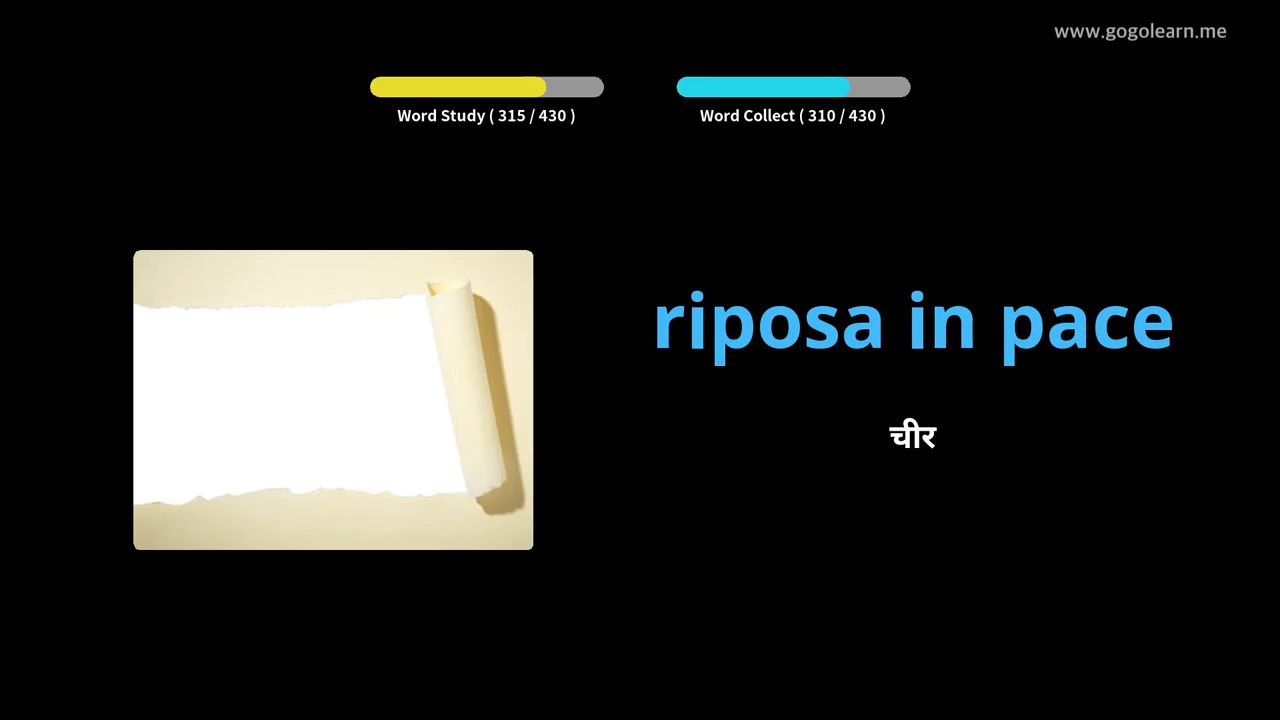 www.gogolearn.me
Word Study ( 315 / 430 )
Word Collect ( 310 / 430 )
riposa in pace
चीर